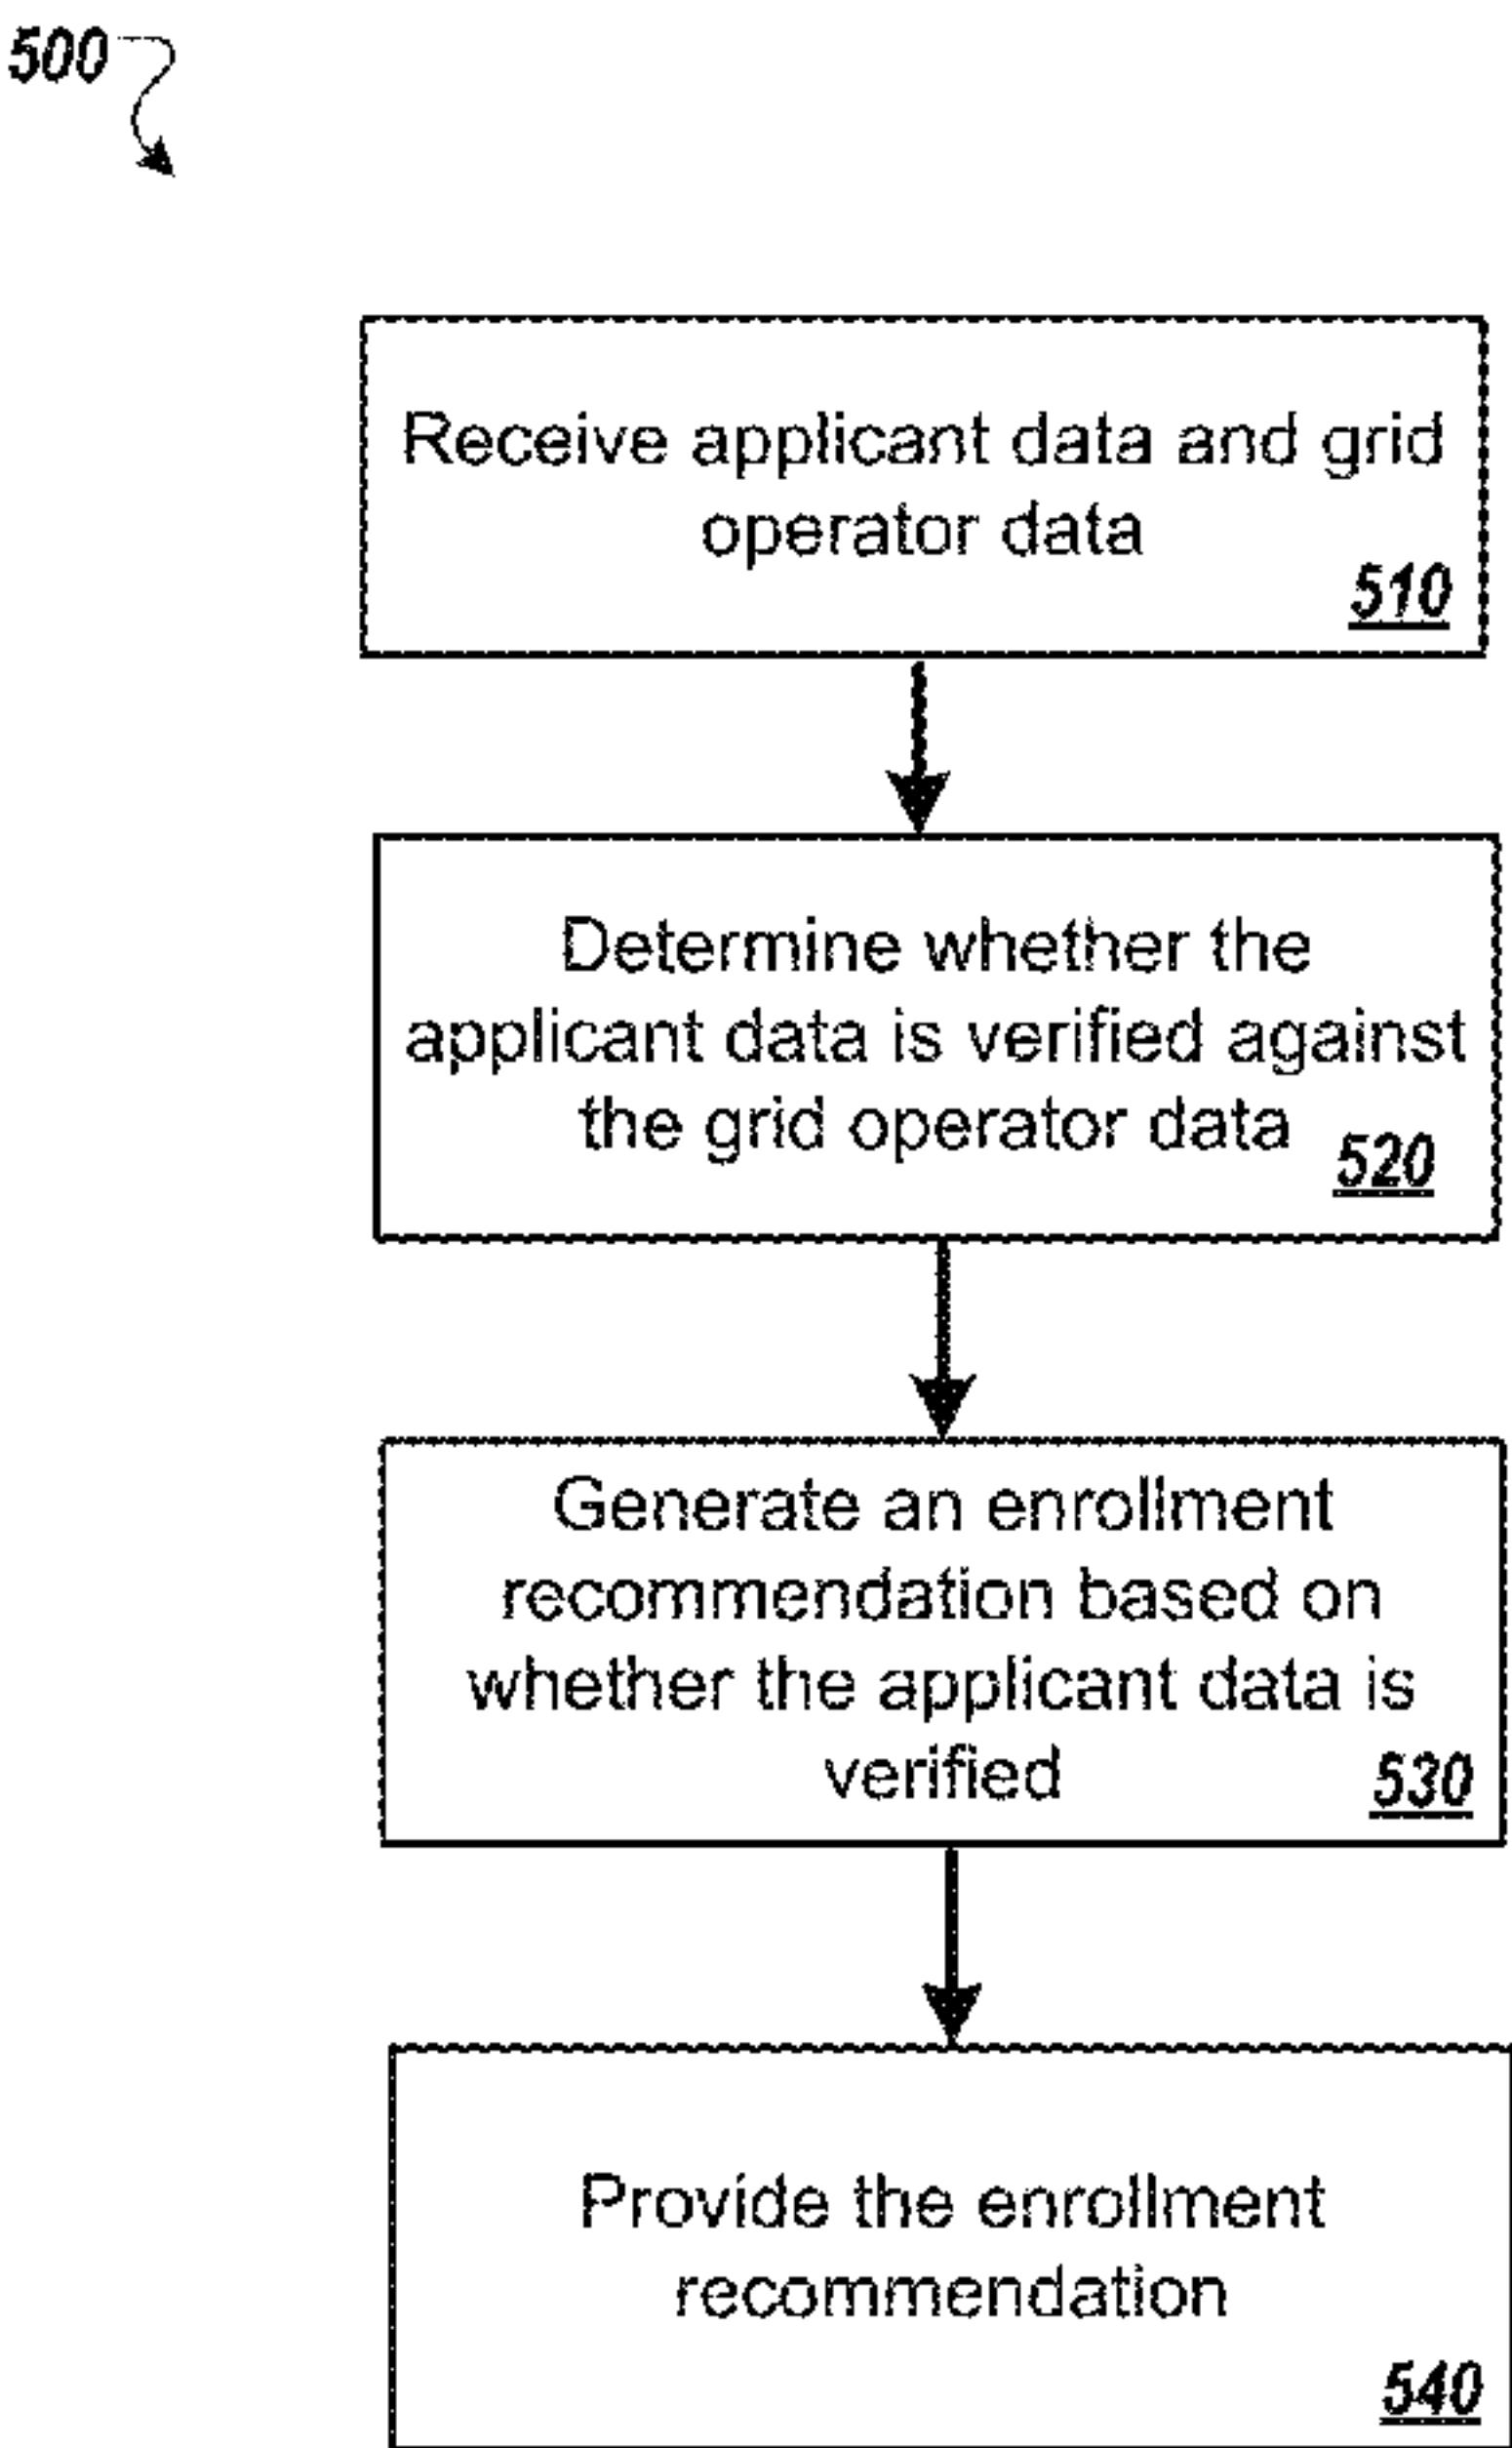 500
Receive applicant data and grid
operator data
510
Determine whether the
applicant data is verified against
the grid operator data
520
Generate an enrollment
recommendation based on
whether the applicant data is
verified
530
Provide the enrollment
recommendation
540